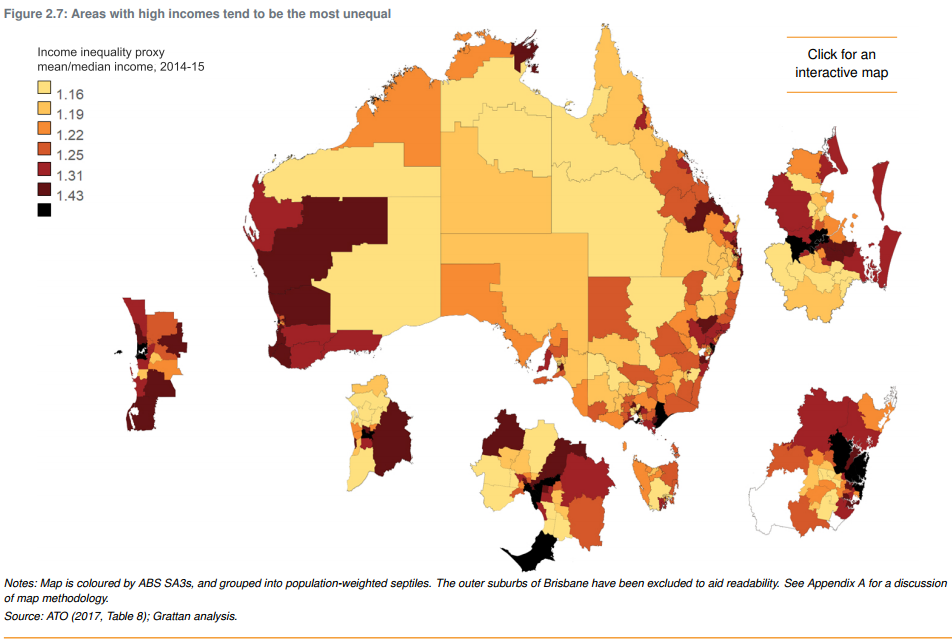 Figure 2.7: Areas with high incomes tend to be the most unequal
Income inequality proxy
mean/median income, 2014-15
1.16
1.19
1.22
1.25
1.31
1.43
Click for an
interactive map
Notes: Map is coloured by ABS SA3s, and grouped into population-weighted septiles. The outer suburbs of Brisbane have been excluded to aid readability. See Appendix A for a discussion
of map methodology.
Source: ATO (2017, Table 8); Grattan analysis.